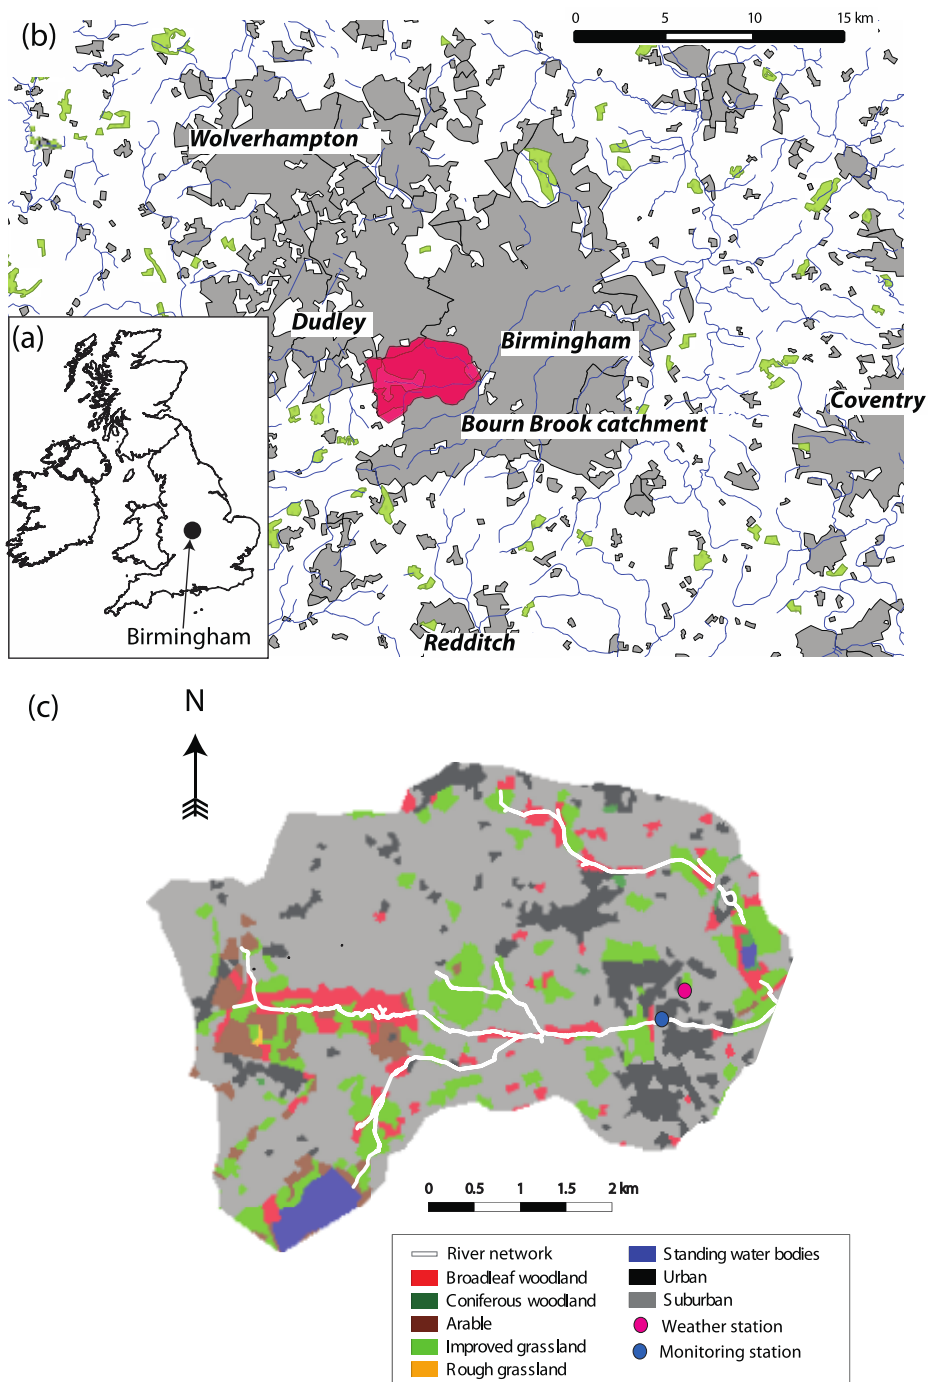 (b)
0 5 10 15 km
Wolverhampton
Dudley
Birmingham
(a)
Coventry
Bourn Brook catchment
Birmingham
Redditch
(c)
N
0 0.5 1 1.5 2 km
River network
Broadleaf woodland
Coniferous woodland
Arable
Improved grassland
Rough grassland
Standing water bodies
Urban
Suburban
Weather station
Monitoring station